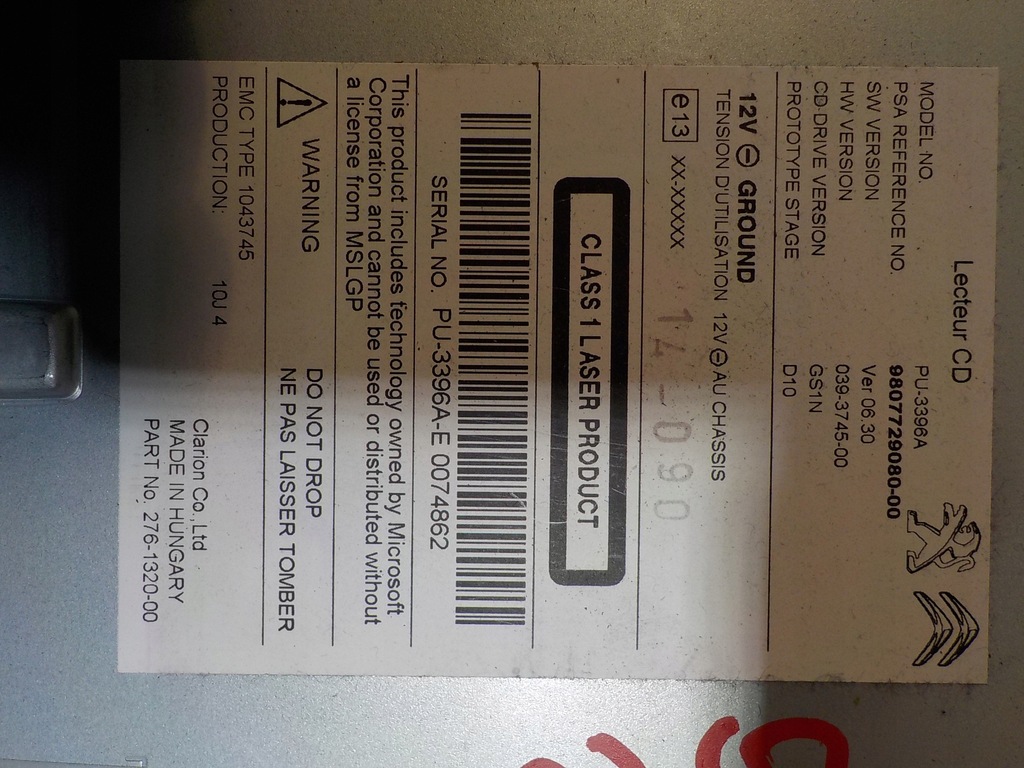 Lecteur CD
MODEL NO. PU-3396A
PSA REFERENCE NO. 9807729080-00
SW VERSION Ver 06.30
HW VERSION 039-3745-00
CD-DRIVE VERSION GS1N
PROTOTYPE STAGE D10
12V ⊖ GROUND
TENSION D'UTILISATION 12V ⊖ AU CHASSIS
e13 xx-xxxxx
14-090
CLASS 1 LASER PRODUCT
SERIAL NO. PU-3396A-E 0074862
This product includes technology owned by Microsoft
Corporation and cannot be used or distributed without
a license from MSLGP
WARNING DO NOT DROP
NE PAS LAISSER TOMBER
EMC TYPE 1043745
PRODUCTION: 10J 4
Clarion Co.,Ltd
MADE IN HUNGARY
PART No. 276-1320-00